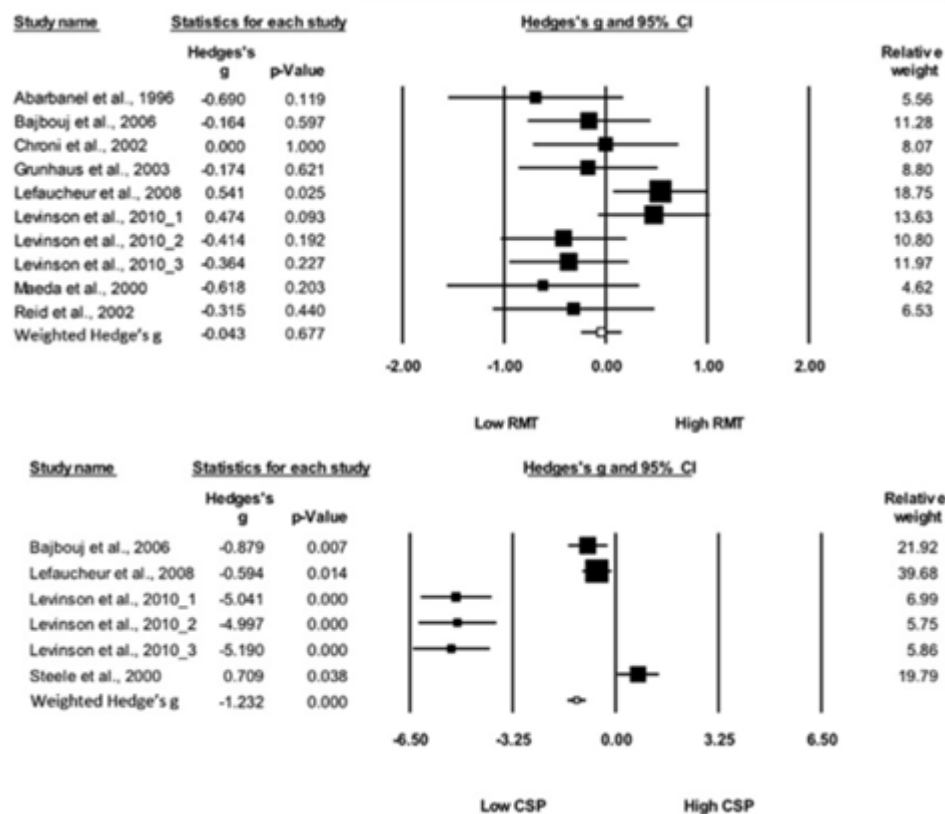 Study name Statistics for each study Hedges's g and 95% CI
Hedges's g p-Value Relative weight
Abarbanel et al., 1996 -0.690 0.119 5.56
Bajbouj et al., 2006 -0.164 0.597 11.28
Chroni et al., 2002 0.000 1.000 8.07
Grunhaus et al., 2003 -0.174 0.621 8.80
Lefaucheur et al., 2008 0.541 0.025 18.75
Levinson et al., 2010_1 0.474 0.093 13.63
Levinson et al., 2010_2 -0.414 0.192 10.80
Levinson et al., 2010_3 -0.364 0.227 11.97
Maeda et al., 2000 -0.618 0.203 4.62
Reid et al., 2002 -0.315 0.440 6.53
Weighted Hedge's g -0.043 0.677
-2.00 -1.00 0.00 1.00 2.00
Low RMT High RMT
Study name Statistics for each study Hedges's g and 95% CI
Hedges's g p-Value Relative weight
Bajbouj et al., 2006 -0.879 0.007 21.92
Lefaucheur et al., 2008 -0.594 0.014 39.68
Levinson et al., 2010_1 -5.041 0.000 6.99
Levinson et al., 2010_2 -4.997 0.000 5.75
Levinson et al., 2010_3 -5.190 0.000 5.86
Steele et al., 2000 0.709 0.038 19.79
Weighted Hedge's g -1.232 0.000
-6.50 -3.25 0.00 3.25 6.50
Low CSP High CSP